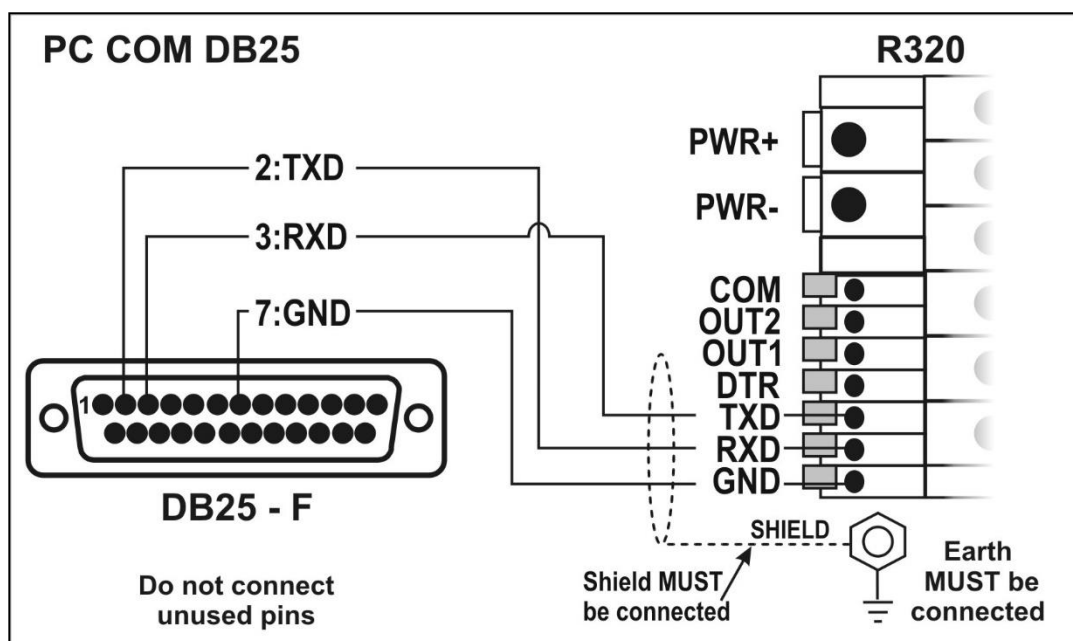 PC COM DB25
R320
PWR+
PWR-
2:TXD
3:RXD
7:GND
COM
OUT2
OUT1
DTR
TXD
RXD
GND
1
DB25 - F
SHIELD
Do not connect
unused pins
Shield MUST
be connected
Earth
MUST be
connected